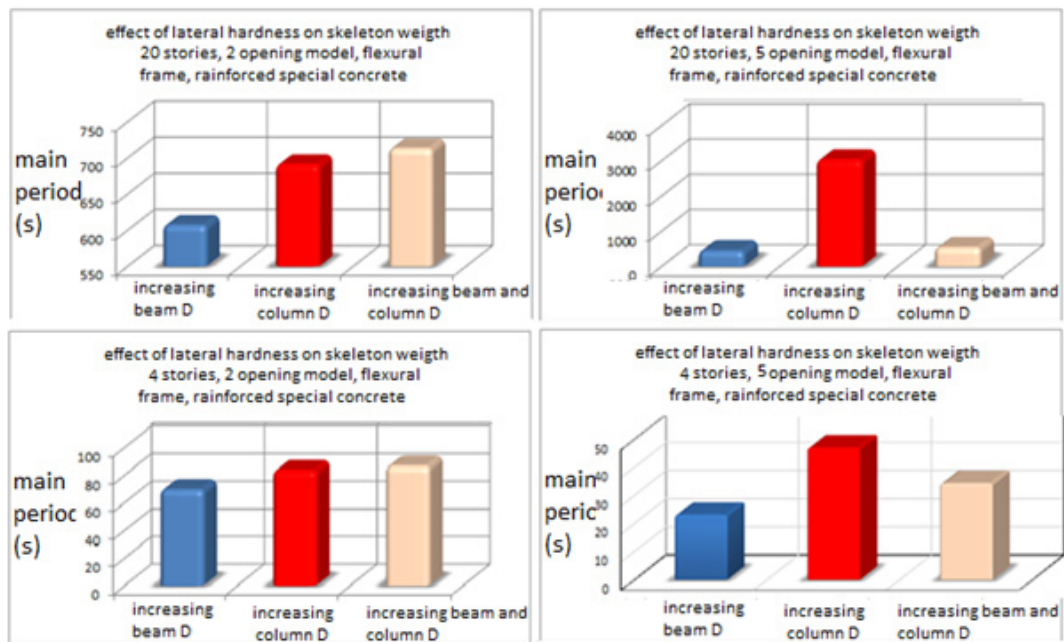 effect of lateral hardness on skeleton weigth
20 stories, 2 opening model, flexural
frame, rainforced special concrete
750
700
650
600
550
main
period
(s)
increasing
beam D
increasing
column D
increasing beam and
column D
effect of lateral hardness on skeleton weigth
20 stories, 5 opening model, flexural
frame, rainforced special concrete
4000
3000
2000
1000
0
main
period
(s)
increasing
beam D
increasing
column D
increasing beam and
column D
effect of lateral hardness on skeleton weigth
4 stories, 2 opening model, flexural
frame, rainforced special concrete
100
80
60
40
20
0
main
period
(s)
increasing
beam D
increasing
column D
increasing beam and
column D
effect of lateral hardness on skeleton weigth
4 stories, 5 opening model, flexural
frame, rainforced special concrete
50
40
30
20
10
0
main
peric
(s)
increasing
beam D
increasing
column D
increasing beam and
column D